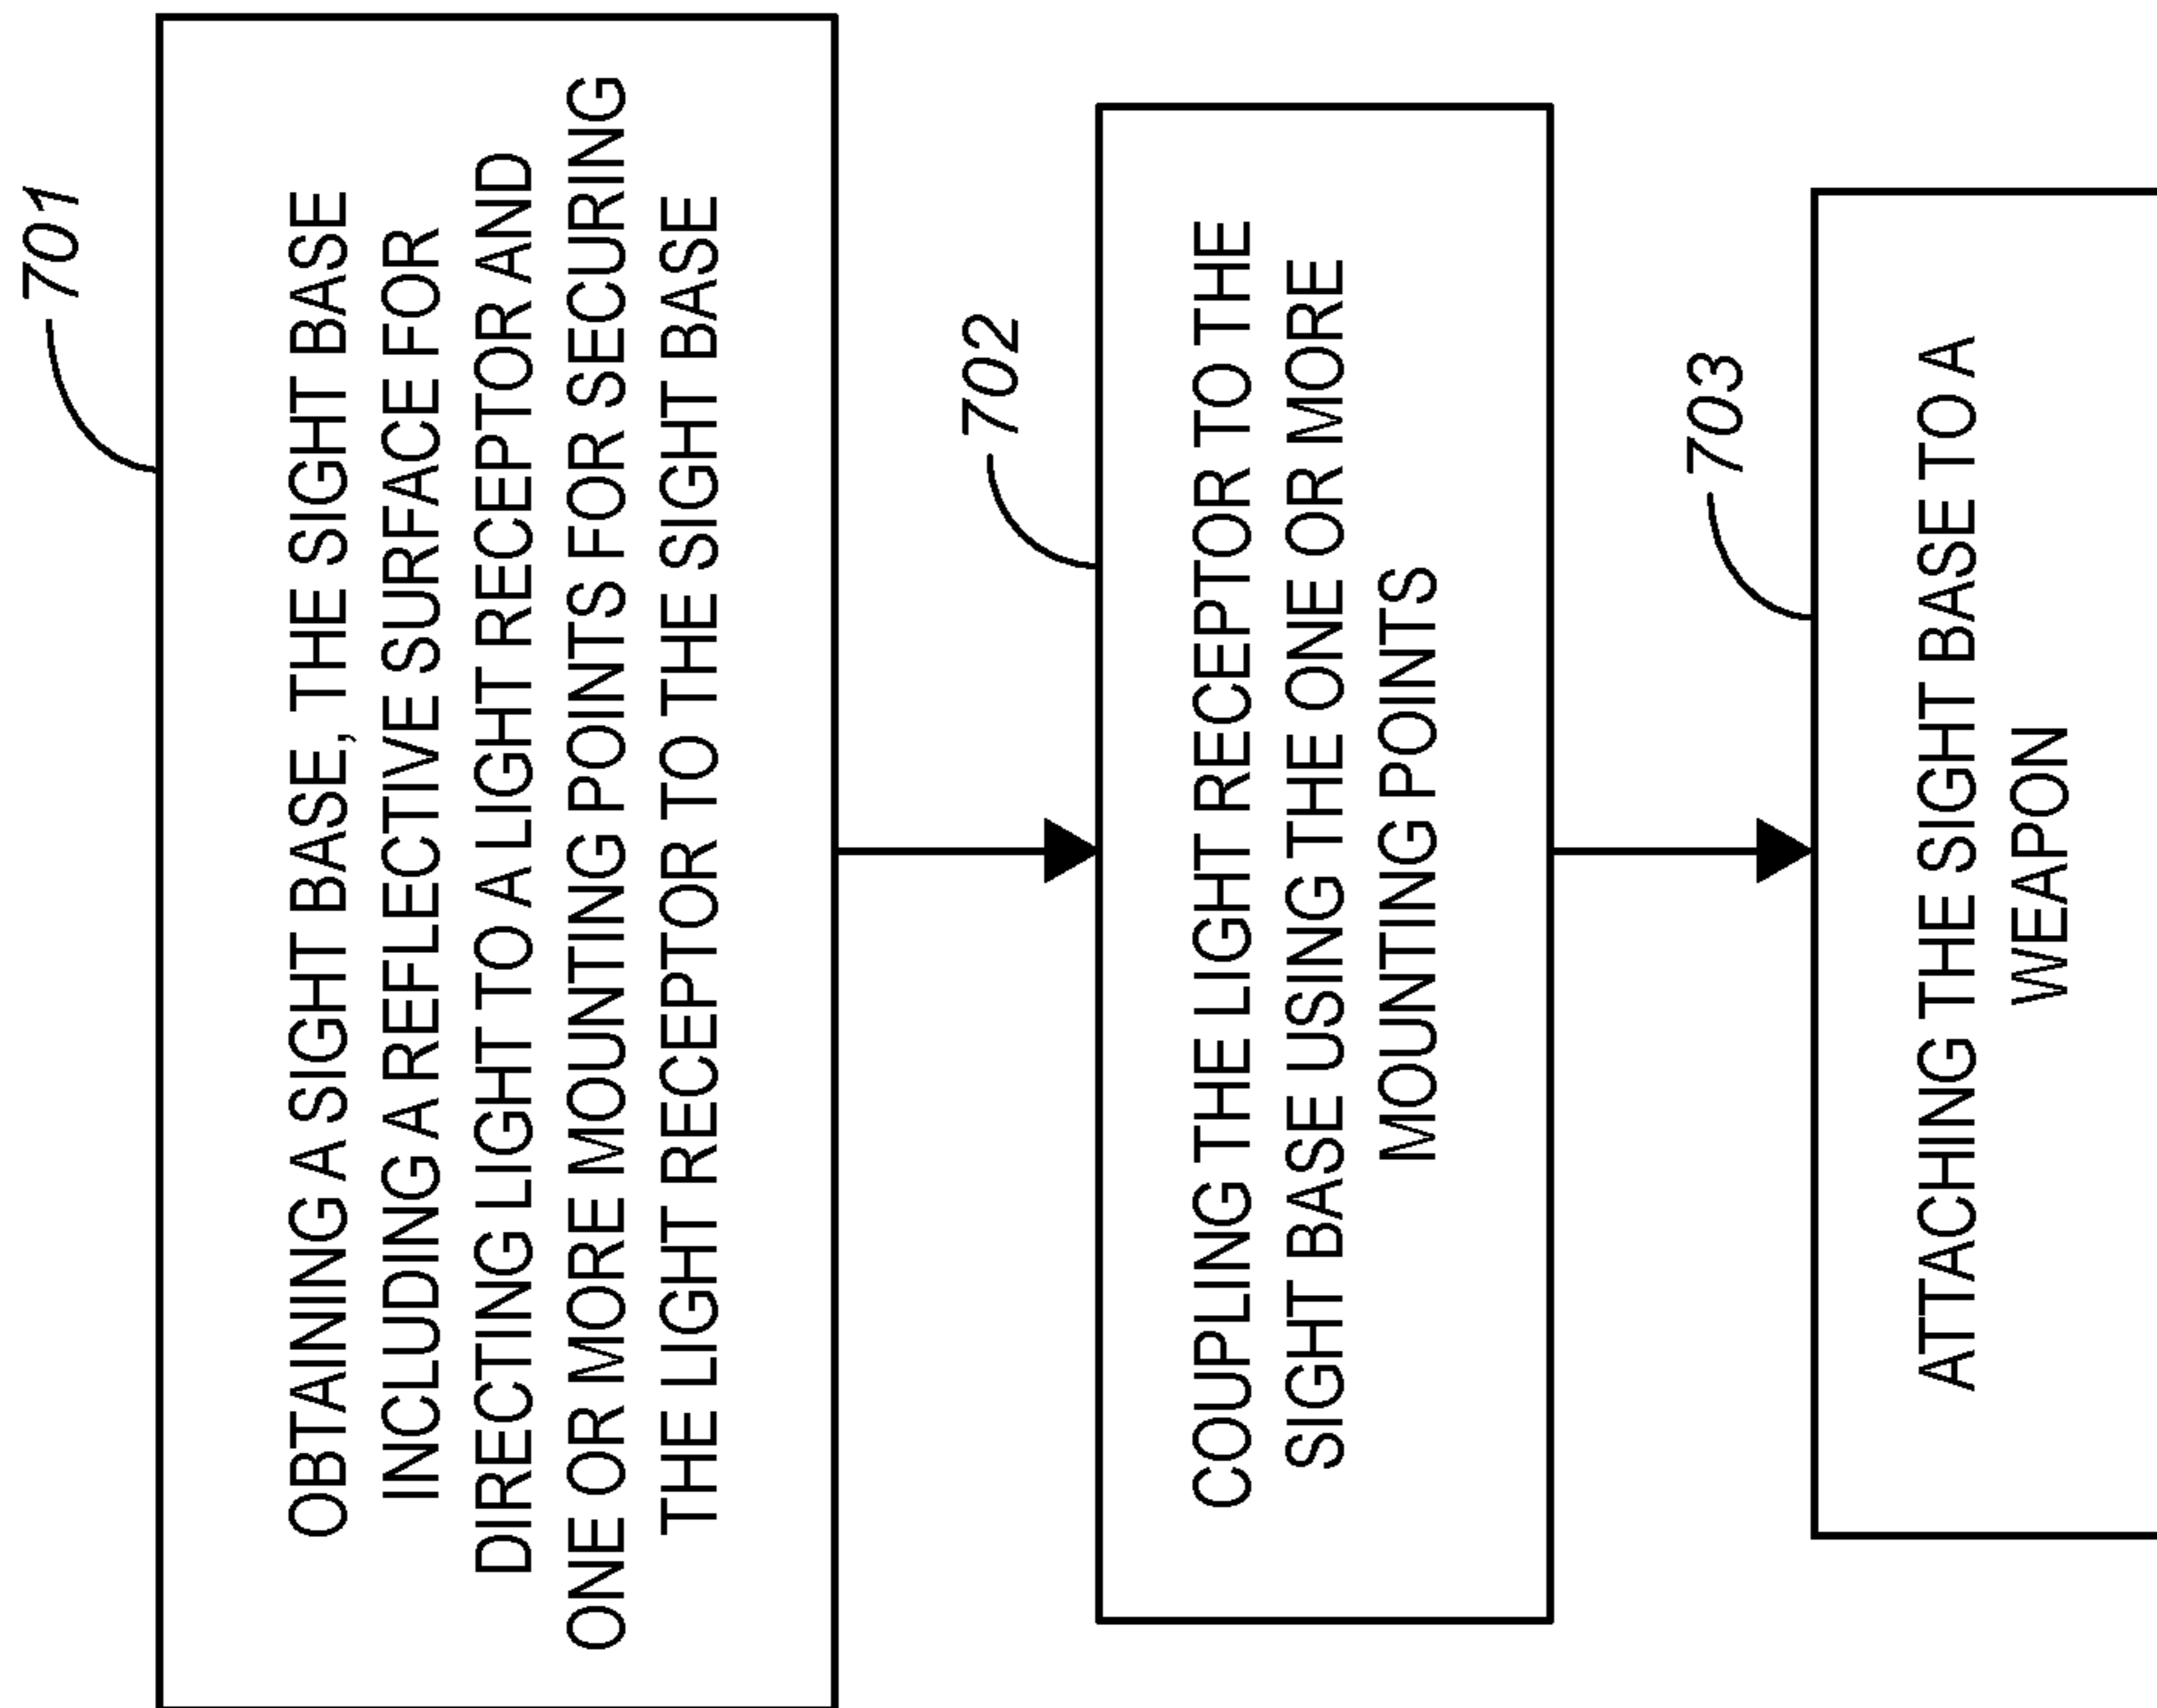 701
OBTAINING A SIGHT BASE, THE SIGHT BASE
INCLUDING A REFLECTIVE SURFACE FOR
DIRECTING LIGHT TO A LIGHT RECEPTOR AND
ONE OR MORE MOUNTING POINTS FOR SECURING
THE LIGHT RECEPTOR TO THE SIGHT BASE
702
COUPLING THE LIGHT RECEPTOR TO THE
SIGHT BASE USING THE ONE OR MORE
MOUNTING POINTS
703
ATTACHING THE SIGHT BASE TO A
WEAPON